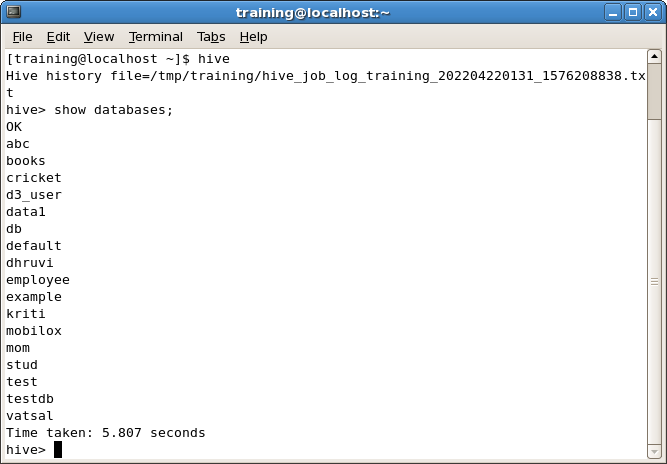 training@localhost:~
File Edit View Terminal Tabs Help
[training@localhost ~]$ hive
Hive history file=/tmp/training/hive_job_log_training_202204220131_1576208838.tx
t
hive> show databases;
OK
abc
books
cricket
d3_user
data1
db
default
dhruvi
employee
example
kriti
mobilox
mom
stud
test
testdb
vatsal
Time taken: 5.807 seconds
hive>